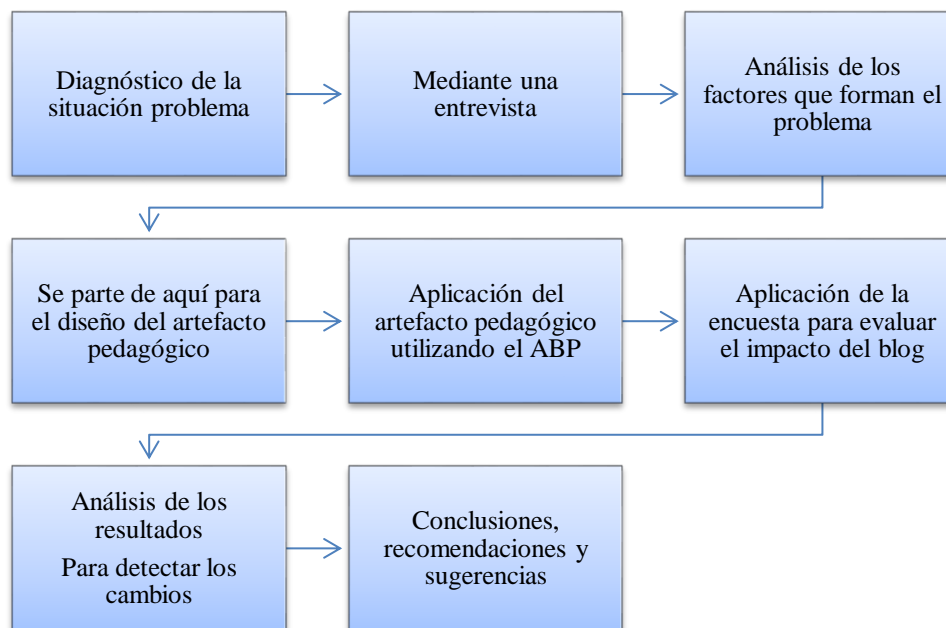 Diagnóstico de la
situación problema
Mediante una
entrevista
Análisis de los
factores que forman el
problema
Se parte de aquí para
el diseño del artefacto
pedagógico
Aplicación del
artefacto pedagógico
utilizando el ABP
Aplicación de la
encuesta para evaluar
el impacto del blog
Análisis de los
resultados
Para detectar los
cambios
Conclusiones,
recomendaciones y
sugerencias